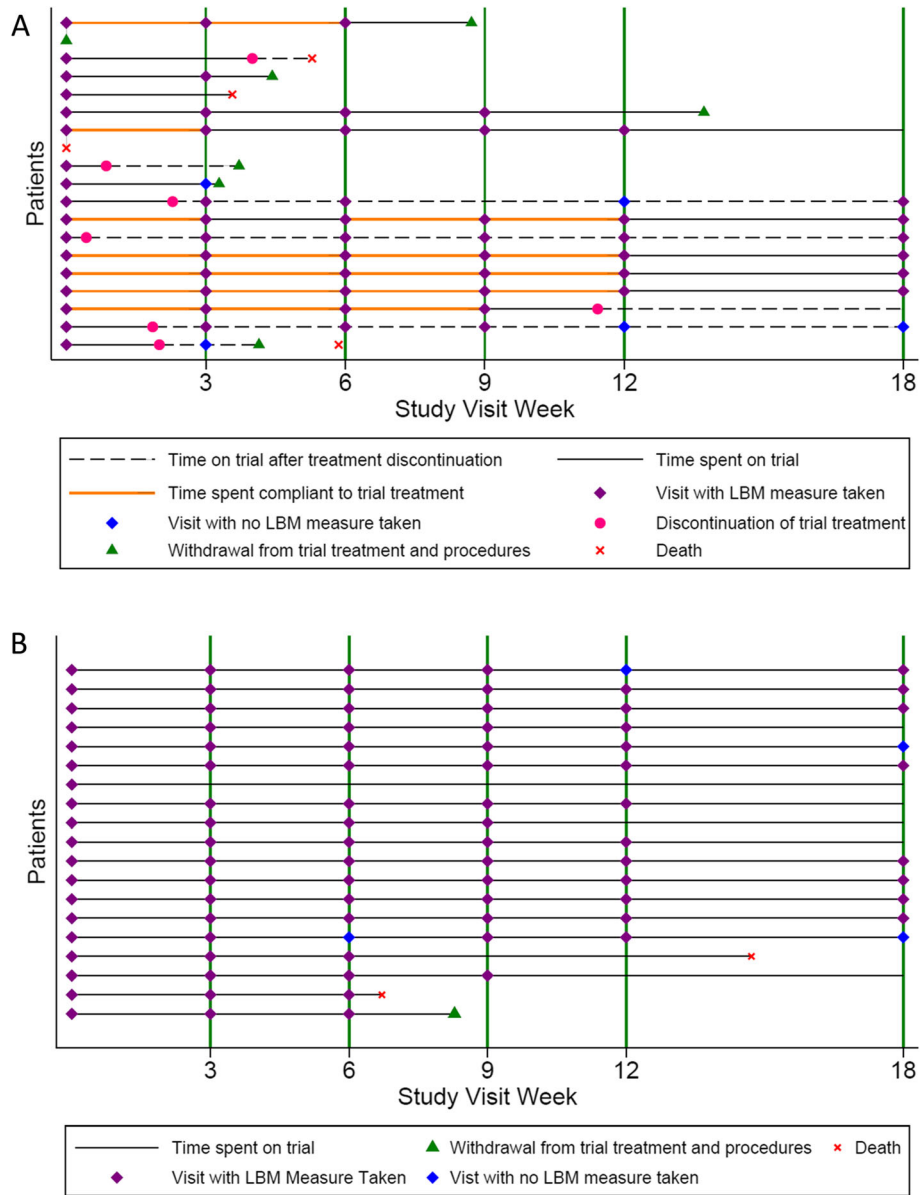 A
Patients
3 6 9 12 18
Study Visit Week
Time on trial after treatment discontinuation Time spent on trial
Time spent compliant to trial treatment Visit with LBM measure taken
Visit with no LBM measure taken Discontinuation of trial treatment
Withdrawal from trial treatment and procedures Death
B
Patients
3 6 9 12 18
Study Visit Week
Time spent on trial Withdrawal from trial treatment and procedures Death
Visit with LBM Measure Taken Vist with no LBM measure taken